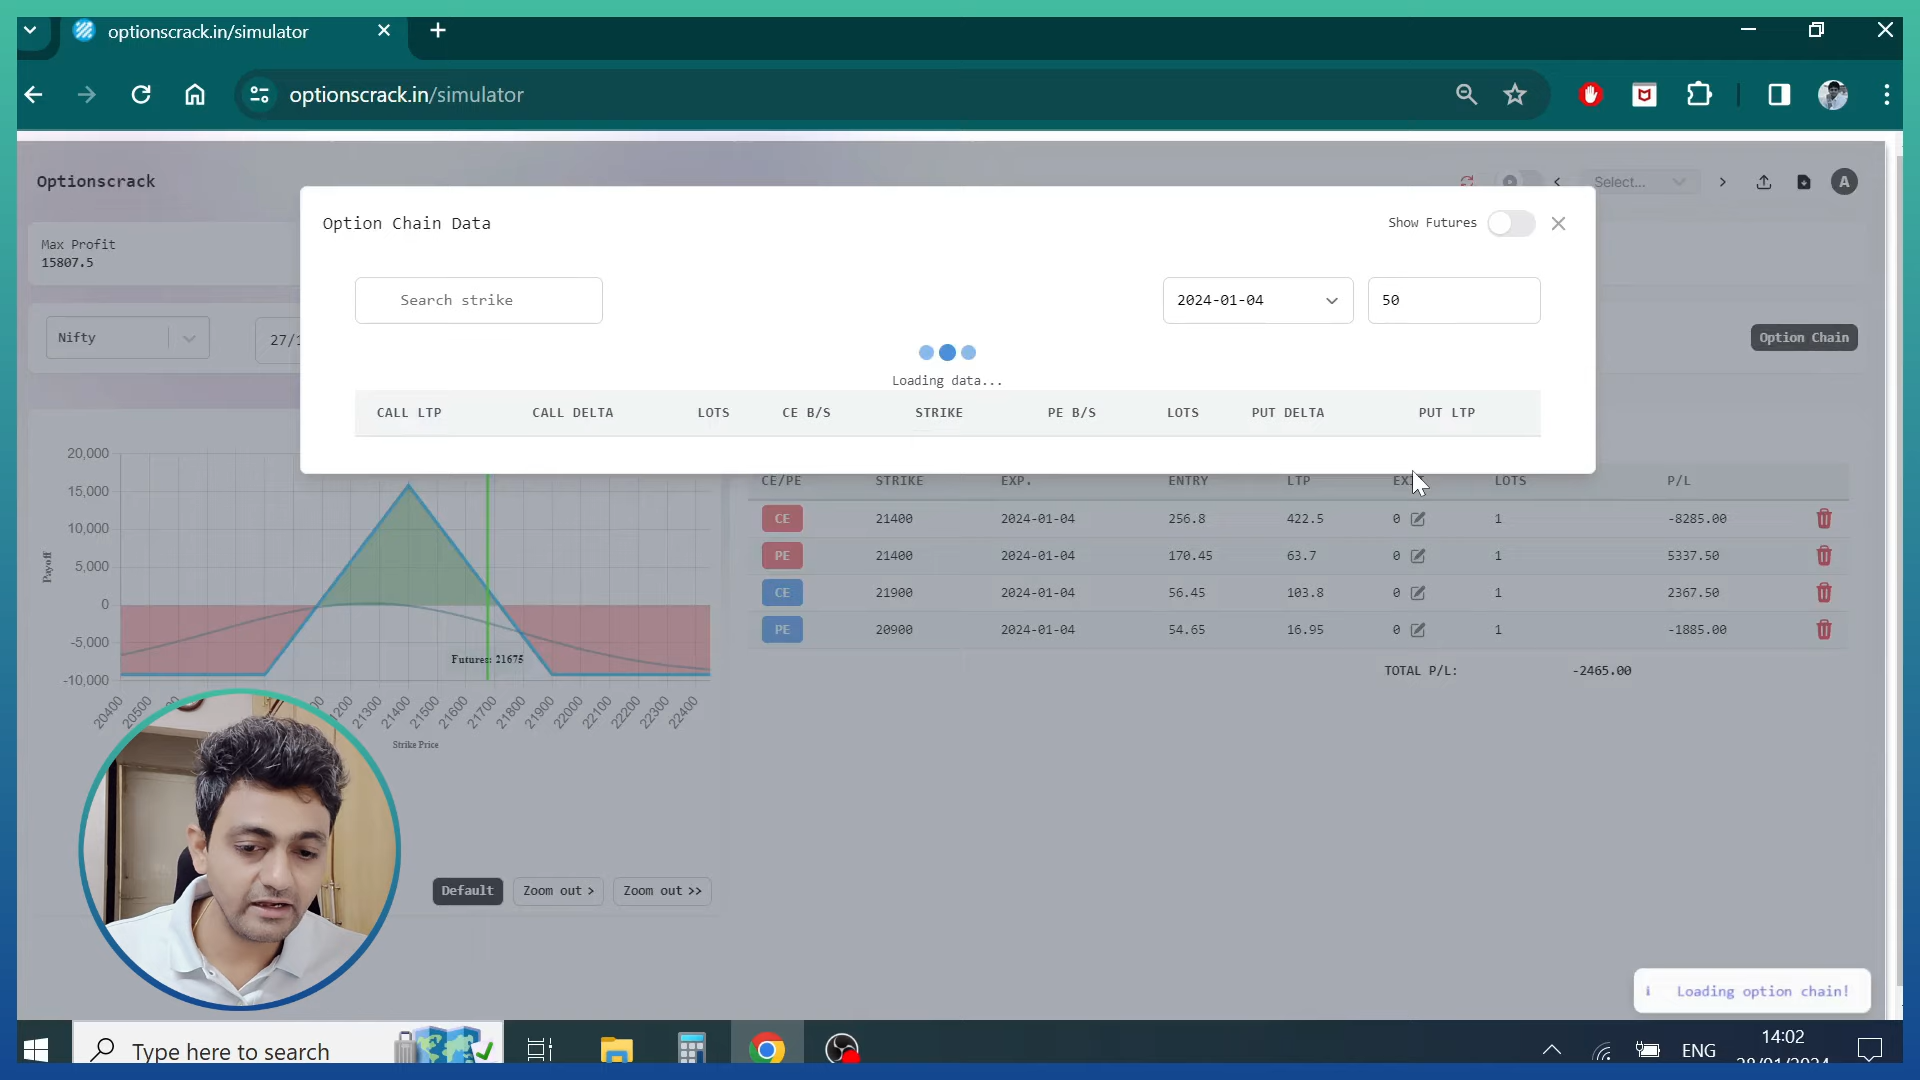 optionscrack.in/simulator
optionscrack.in/simulator
Optionscrack
Select...
A
Option Chain Data
Show Futures
Max Profit
15807.5
Search strike
2024-01-04
50
Nifty
27/1
Option Chain
Loading data...
CALL LTP CALL DELTA LOTS CE B/S STRIKE PE B/S LOTS PUT DELTA PUT LTP
CE/PE STRIKE EXP. ENTRY LTP LOTS P/L
CE 21400 2024-01-04 256.8 422.5 0 1 -8285.00
PE 21400 2024-01-04 170.45 63.7 0 1 5337.50
CE 21900 2024-01-04 56.45 103.8 0 1 2367.50
PE 20900 2024-01-04 54.65 16.95 0 1 -1885.00
TOTAL P/L: -2465.00
20,000
15,000
10,000
5,000
0
-5,000
-10,000
Payoff
Futures: 21675
20400 20500 21300 21400 21500 21600 21700 21800 21900 22000 22100 22200 22300 22400
Strike Price
Default Zoom out > Zoom out >>
Loading option chain!
Type here to search
ENG
14:02
28/01/2024